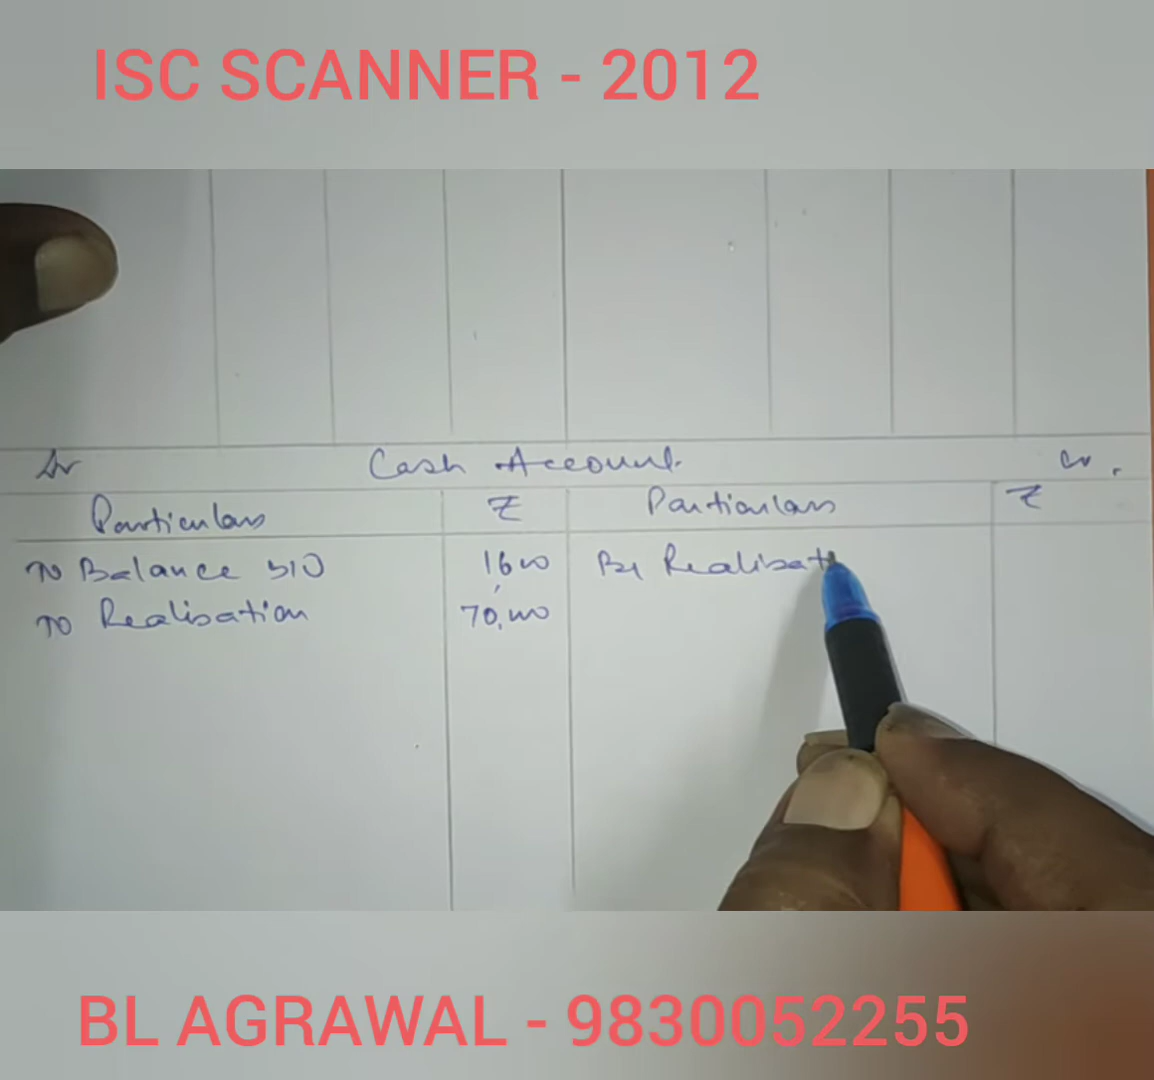 ISC SCANNER - 2012
Dr Cash Account. Cr.
Particulars ₹ Particulars ₹
To Balance b/d 1600 By Realisati
To Realisation 70,000
BL AGRAWAL - 9830052255